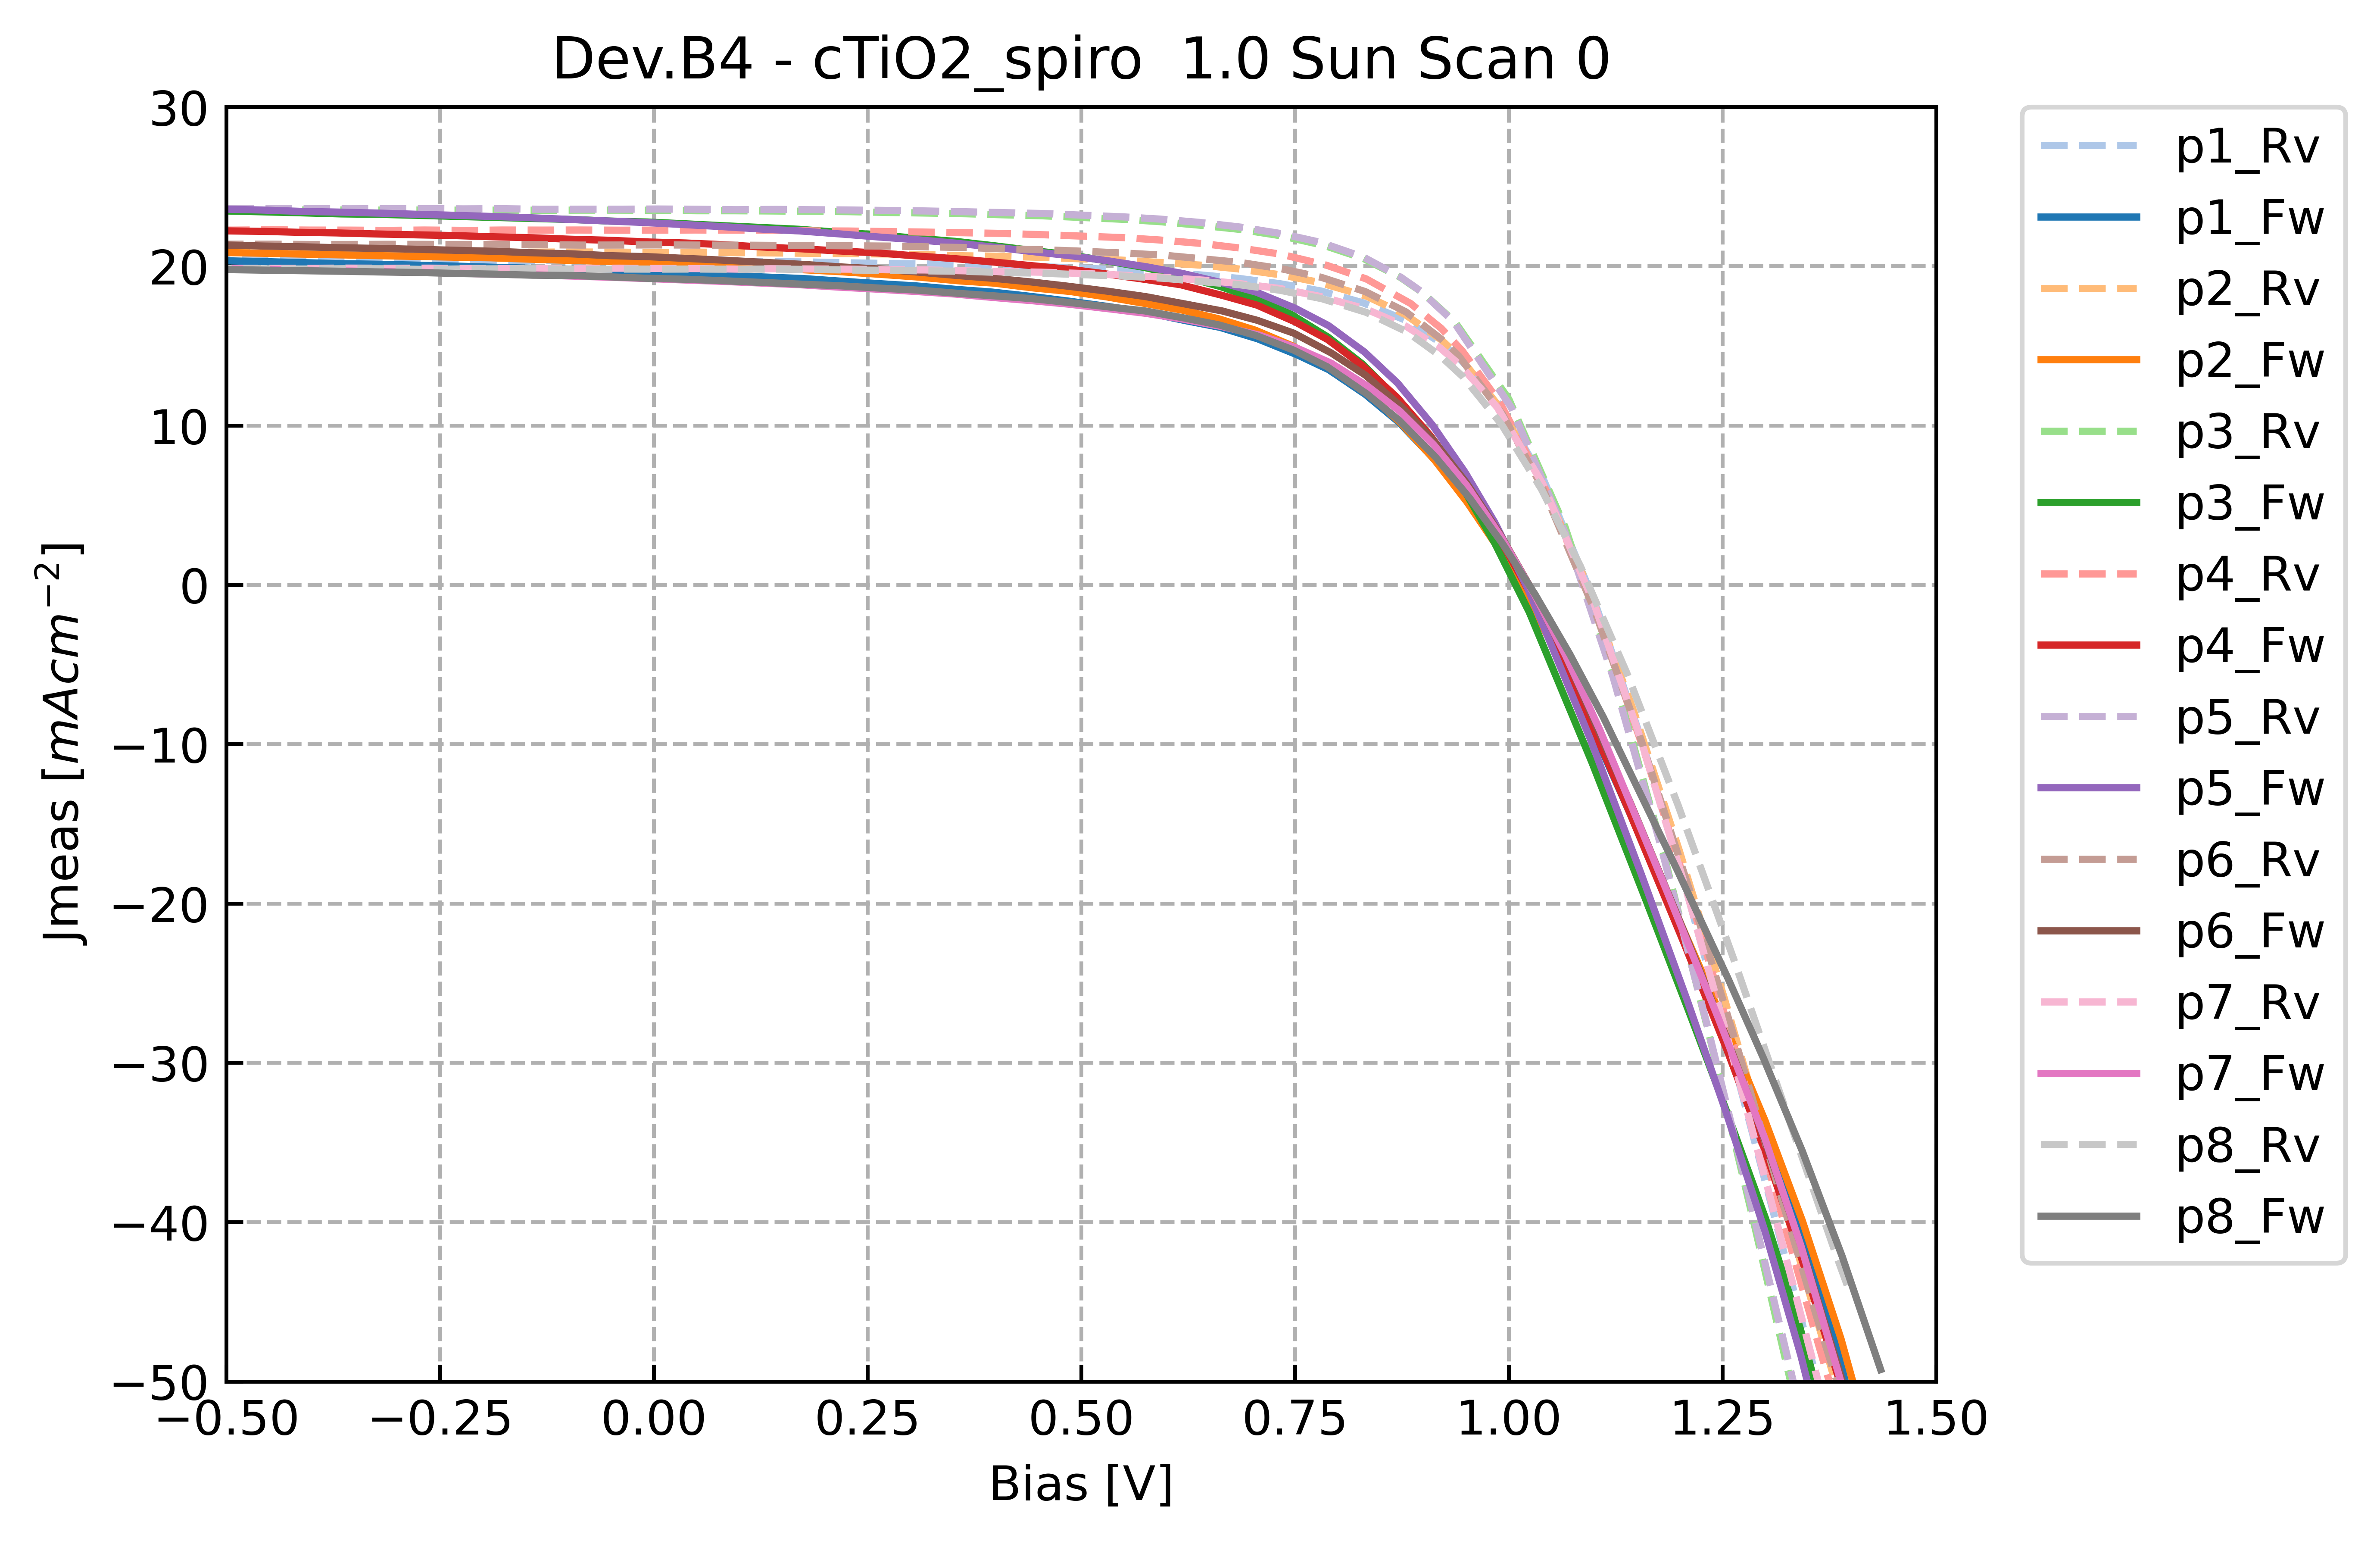 Dev.B4 - cTiO2_spiro  1.0 Sun Scan 0
30
20
10
0
−10
−20
−30
−40
−50
Jmeas [mAcm⁻²]
−0.50 −0.25 0.00 0.25 0.50 0.75 1.00 1.25 1.50
Bias [V]
p1_Rv
p1_Fw
p2_Rv
p2_Fw
p3_Rv
p3_Fw
p4_Rv
p4_Fw
p5_Rv
p5_Fw
p6_Rv
p6_Fw
p7_Rv
p7_Fw
p8_Rv
p8_Fw